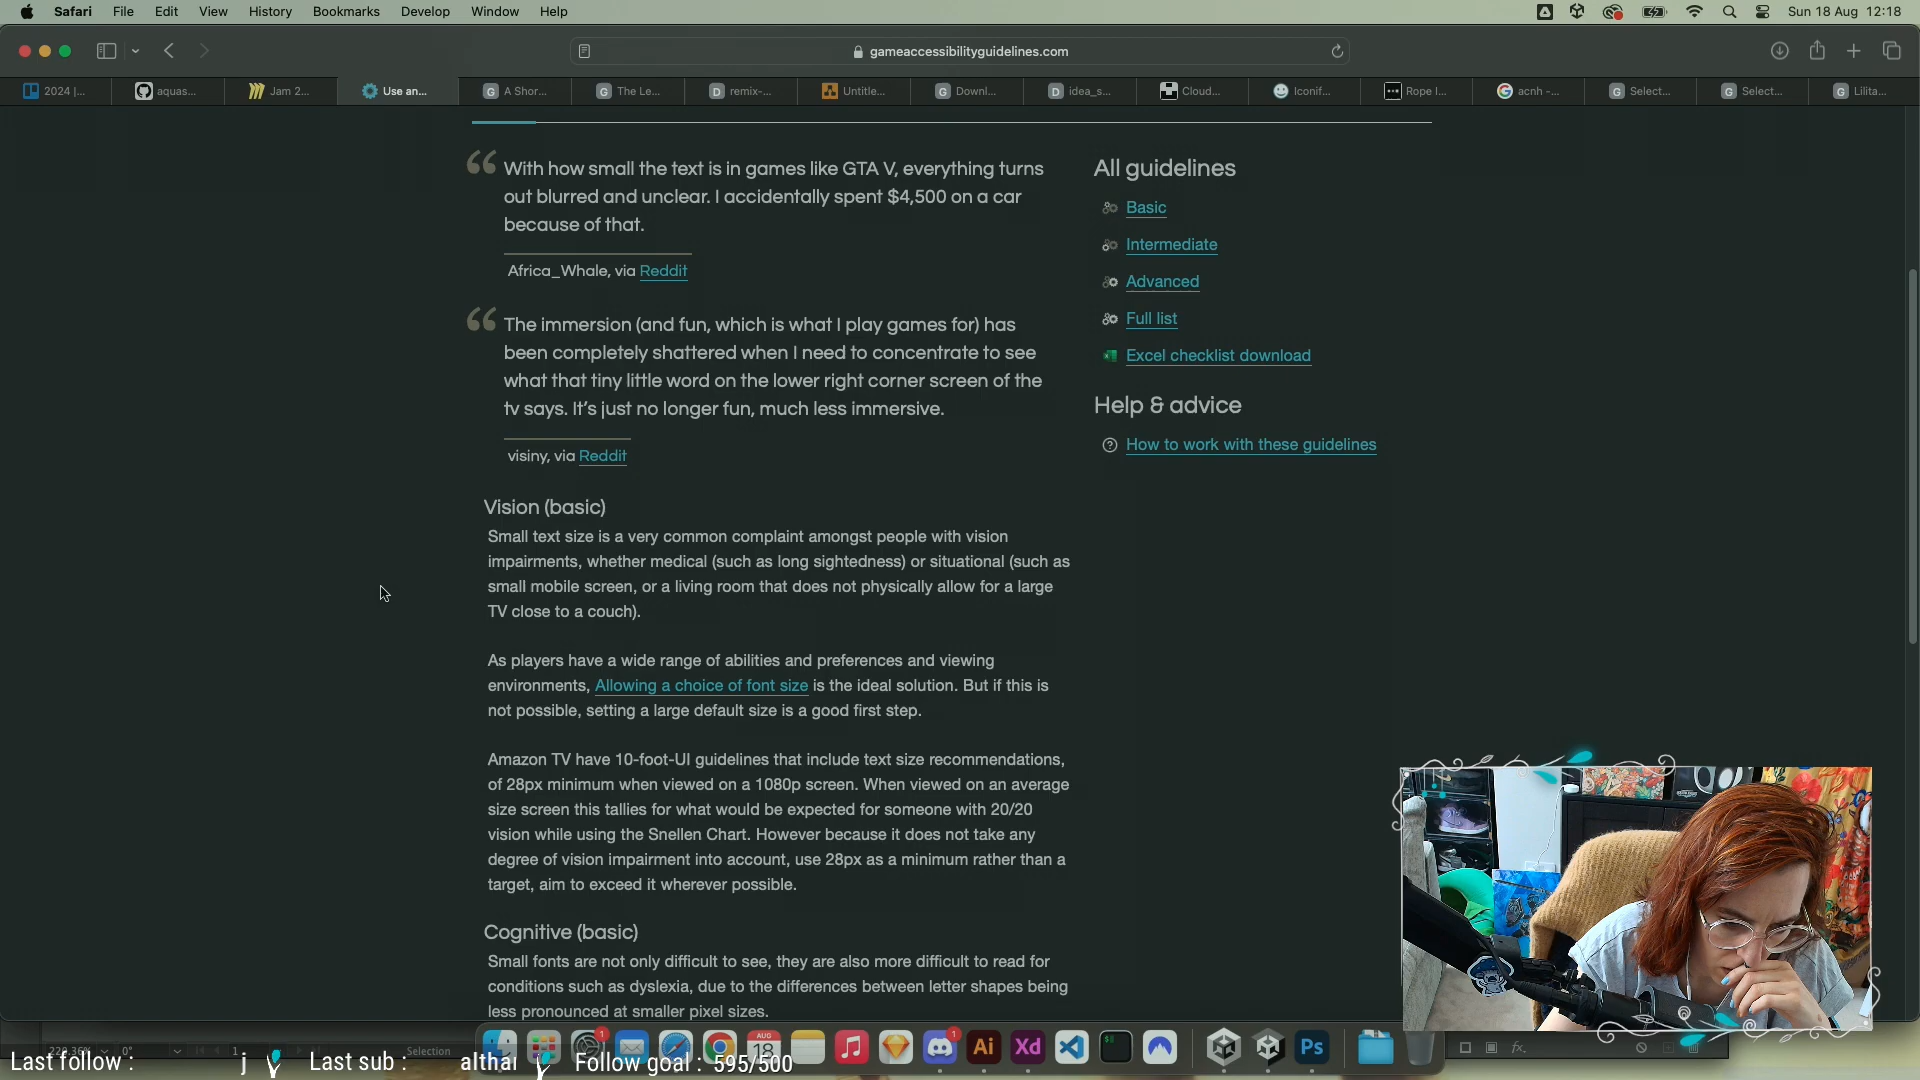 Safari File Edit View History Bookmarks Develop Window Help
Sun 18 Aug 12:18
gameaccessibilityguidelines.com
2024 |...
aquas...
Jam 2...
Use an...
A Shor...
The Le...
remix-...
Untitle...
Downl...
idea_s...
Cloud...
Iconif...
Rope I...
acnh -...
Select...
Select...
Lilita...
With how small the text is in games like GTA V, everything turns
out blurred and unclear. I accidentally spent $4,500 on a car
because of that.
Africa_Whale, via Reddit
The immersion (and fun, which is what I play games for) has
been completely shattered when I need to concentrate to see
what that tiny little word on the lower right corner screen of the
tv says. It's just no longer fun, much less immersive.
visiny, via Reddit
Vision (basic)
Small text size is a very common complaint amongst people with vision
impairments, whether medical (such as long sightedness) or situational (such as
small mobile screen, or a living room that does not physically allow for a large
TV close to a couch).
As players have a wide range of abilities and preferences and viewing
environments, Allowing a choice of font size is the ideal solution. But if this is
not possible, setting a large default size is a good first step.
Amazon TV have 10-foot-UI guidelines that include text size recommendations,
of 28px minimum when viewed on a 1080p screen. When viewed on an average
size screen this tallies for what would be expected for someone with 20/20
vision while using the Snellen Chart. However because it does not take any
degree of vision impairment into account, use 28px as a minimum rather than a
target, aim to exceed it wherever possible.
Cognitive (basic)
Small fonts are not only difficult to see, they are also more difficult to read for
conditions such as dyslexia, due to the differences between letter shapes being
less pronounced at smaller pixel sizes.
All guidelines
Basic
Intermediate
Advanced
Full list
Excel checklist download
Help & advice
How to work with these guidelines
Selection
AUG
18
Ai
Xd
Ps
Last follow : j
Last sub : althai
Follow goal : 595/500